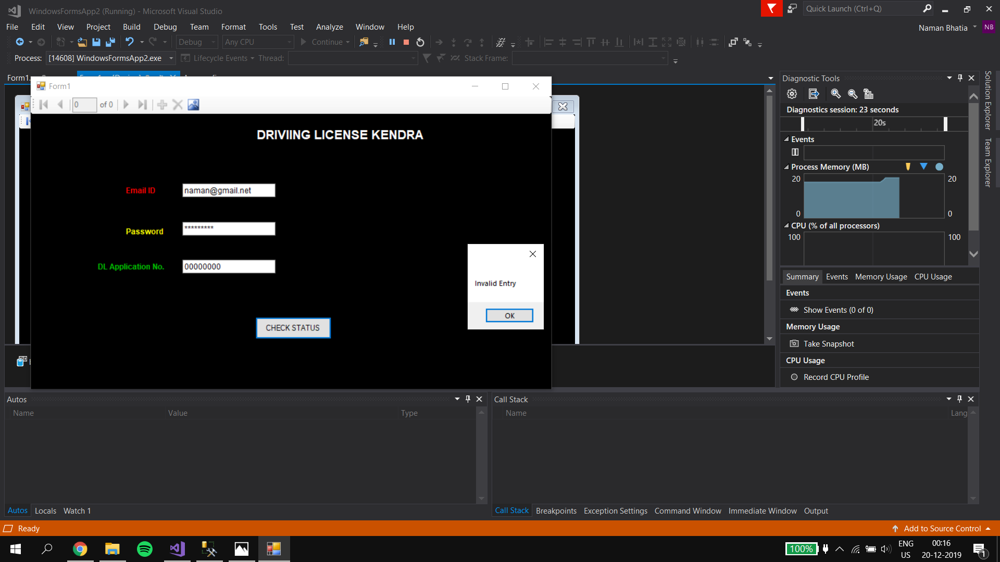 WindowsFormsApp2 (Running) - Microsoft Visual Studio
Quick Launch (Ctrl+Q)
File Edit View Project Build Debug Team Format Tools Test Analyze Window Help
Naman Bhatia NB
Debug Any CPU Continue
Process: [14608] WindowsFormsApp2.exe Lifecycle Events Thread: Stack Frame:
Form1.
Form1
0 of 0
DRIVIING LICENSE KENDRA
Email ID naman@gmail.net
Password *********
DL Application No. 00000000
CHECK STATUS
Invalid Entry
OK
Diagnostic Tools
Diagnostics session: 23 seconds
20s
Events
Process Memory (MB)
20 20
0 0
CPU (% of all processors)
100 100
Summary Events Memory Usage CPU Usage
Events
Show Events (0 of 0)
Memory Usage
Take Snapshot
CPU Usage
Record CPU Profile
Solution Explorer
Team Explorer
Autos
Name Value Type
Autos Locals Watch 1
Call Stack
Name Lang
Call Stack Breakpoints Exception Settings Command Window Immediate Window Output
Ready
Add to Source Control
100%
ENG
US
00:16
20-12-2019
1